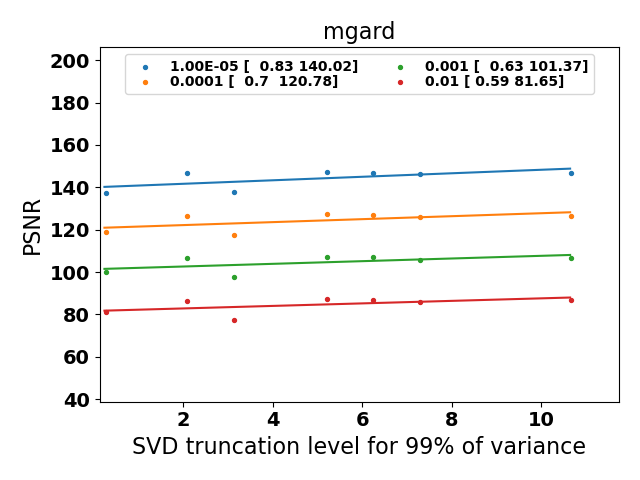 mgard
1.00E-05 [  0.83 140.02]
0.001 [  0.63 101.37]
0.0001 [  0.7  120.78]
0.01 [ 0.59 81.65]
200
180
160
140
120
100
80
60
40
PSNR
2 4 6 8 10
SVD truncation level for 99% of variance